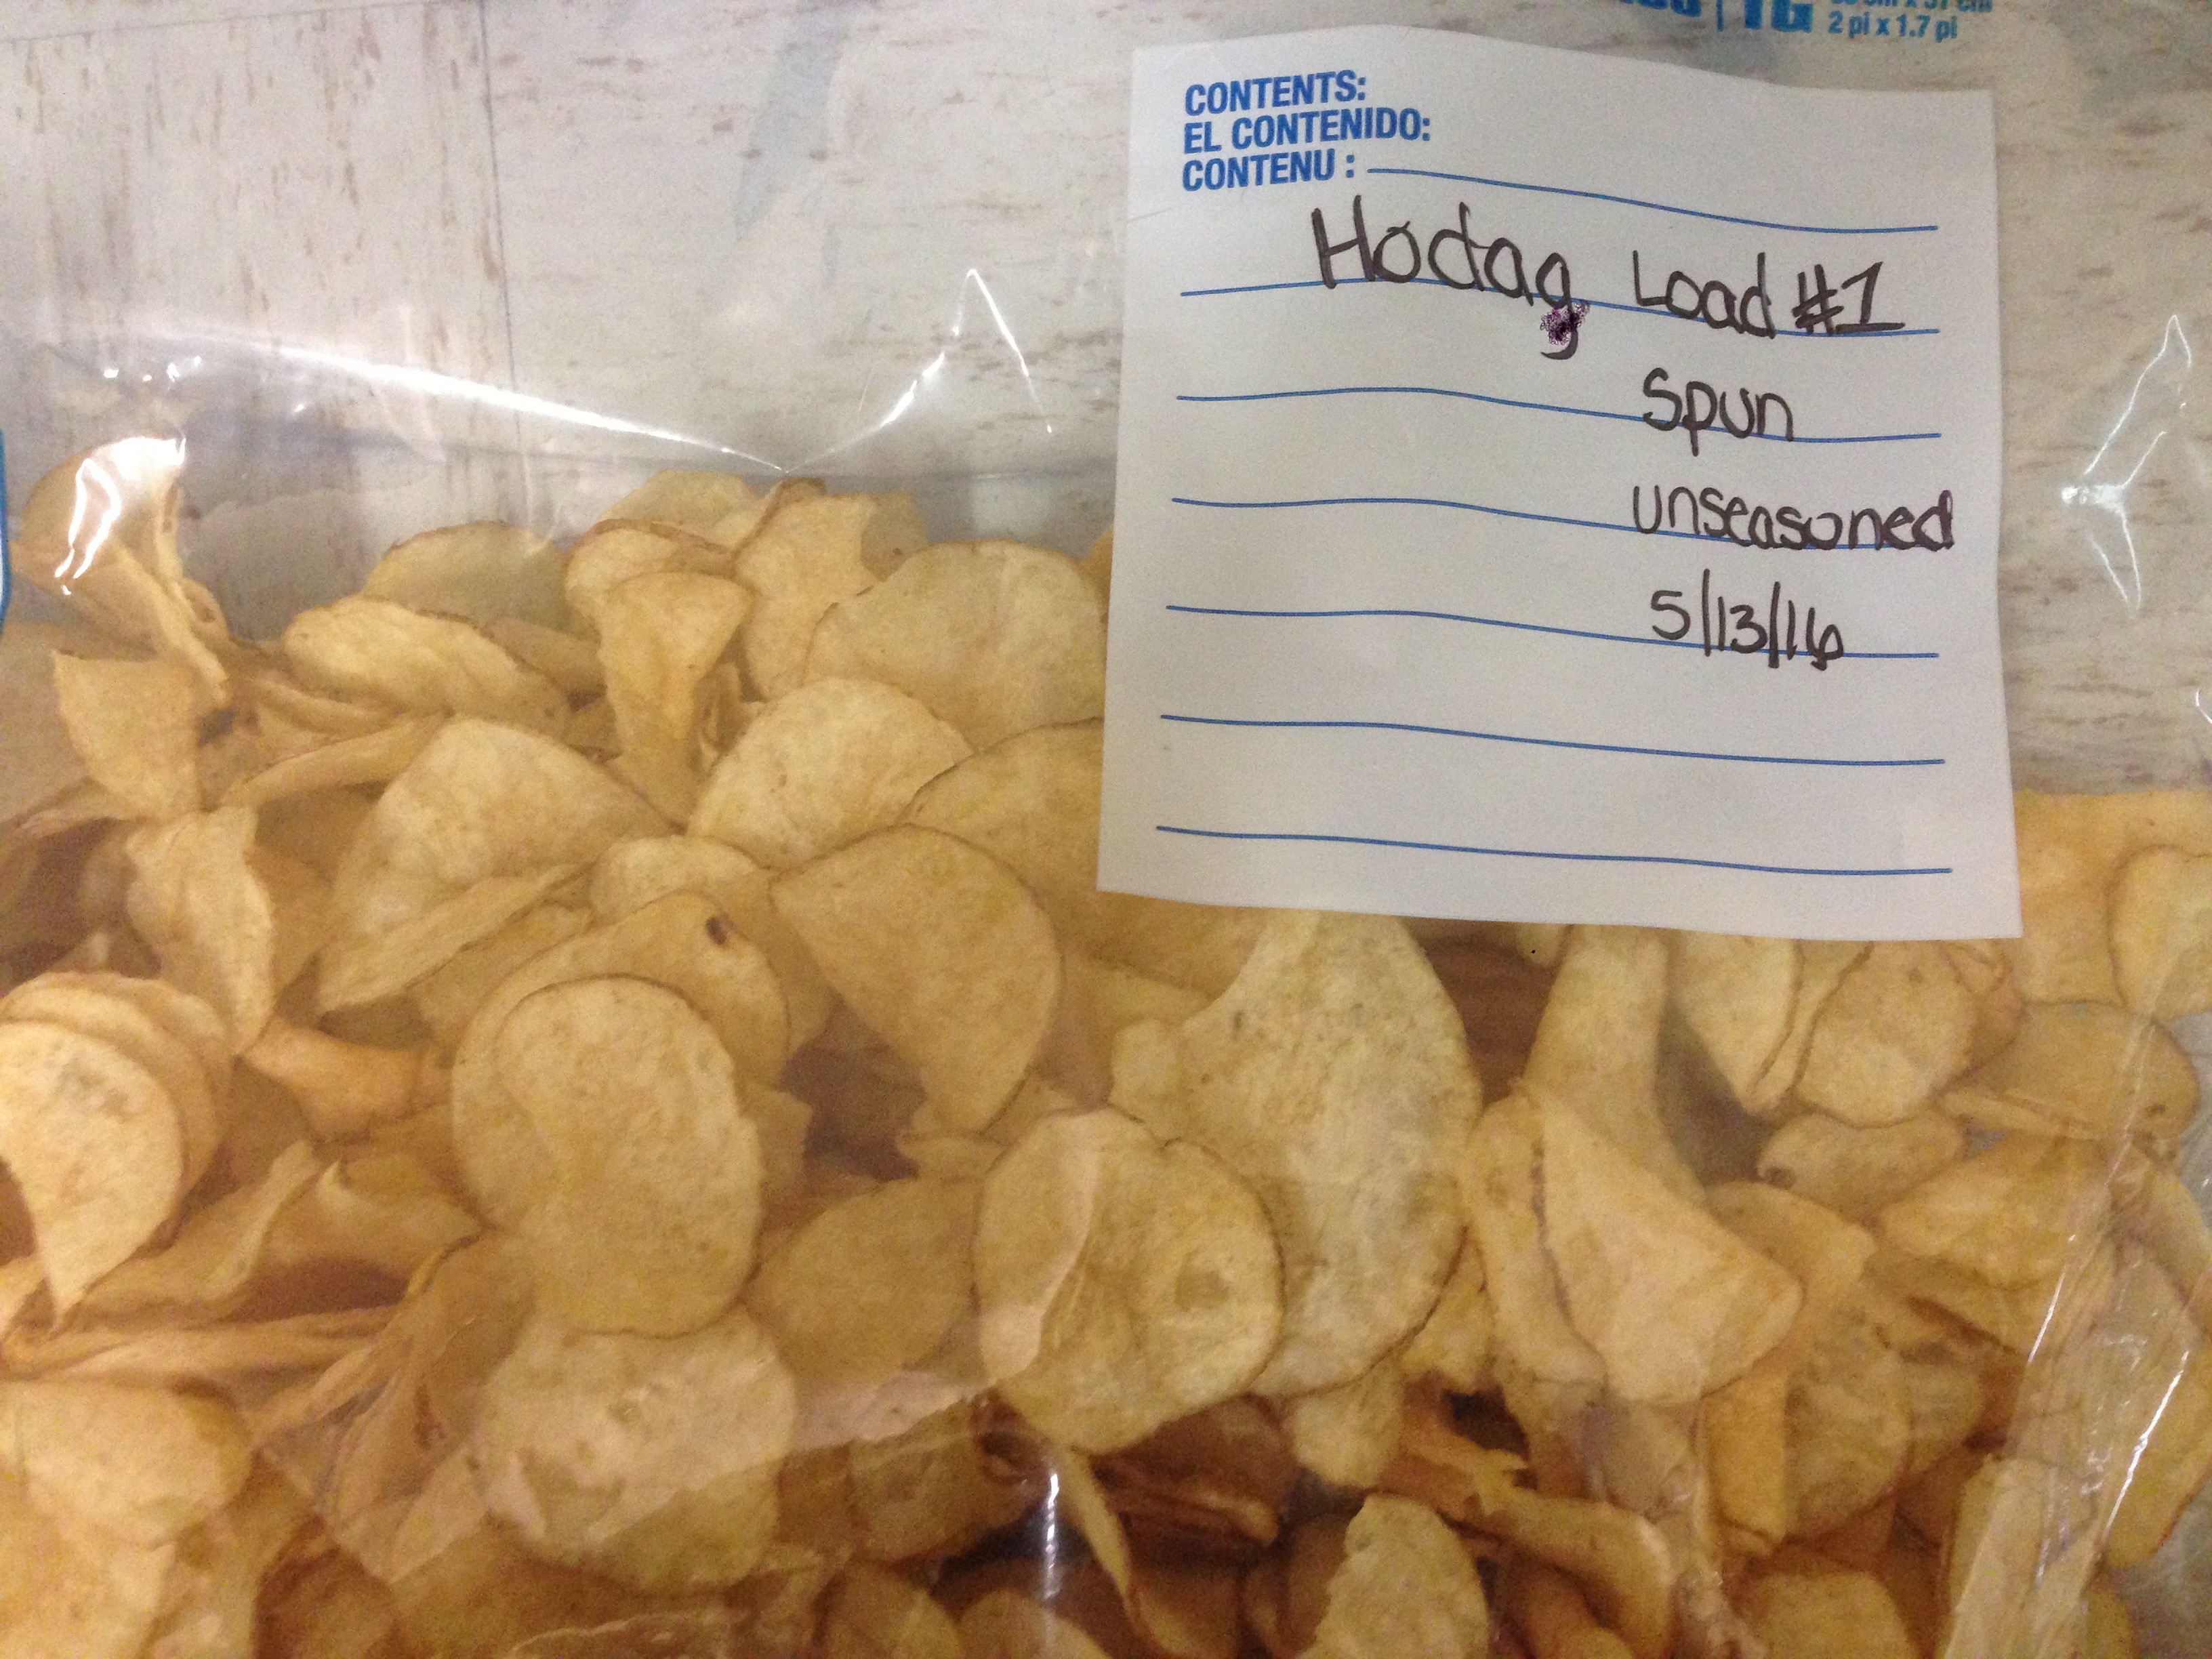 2 pi x 1.7 pi
CONTENTS:
EL CONTENIDO:
CONTENU :
Hodag Load #1
Spun
unseasoned
5/13/16